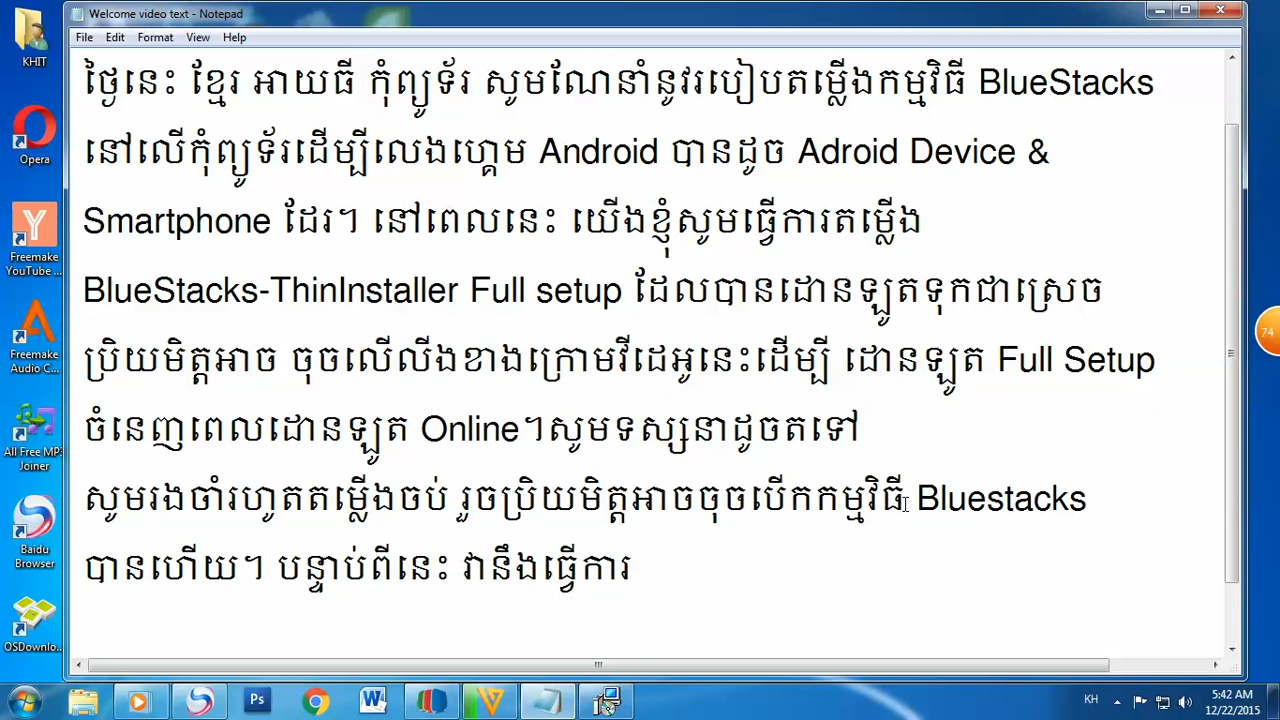 Welcome video text - Notepad
File Edit Format View Help
ថ្ងៃនេះ ខ្មែរ អាយធី កុំព្យូទ័រ សូមណែនាំនូវរបៀបតម្លើងកម្មវិធី BlueStacks
នៅលើកុំព្យូទ័រដើម្បីលេងហ្គេម Android បានដូច Adroid Device &
Smartphone ដែរ។ នៅពេលនេះ យើងខ្ញុំសូមធ្វើការតម្លើង
BlueStacks-ThinInstaller Full setup ដែលបានដោនឡូតទុកជាស្រេច
ប្រិយមិត្តអាច ចុចលើលីងខាងក្រោមវីដេអូនេះដើម្បី ដោនឡូត Full Setup
ចំនេញពេលដោនឡូត Online។សូមទស្សនាដូចតទៅ
សូមរងចាំរហូតតម្លើងចប់ រួចប្រិយមិត្តអាចចុចបើកកម្មវិធី Bluestacks
បានហើយ។ បន្ទាប់ពីនេះ វានឹងធ្វើការ
KHIT
Opera
Freemake
YouTube ...
Freemake
Audio C...
All Free MP3
Joiner
Baidu
Browser
OSDownlo...
74
Ps
KH
5:42 AM
12/22/2015